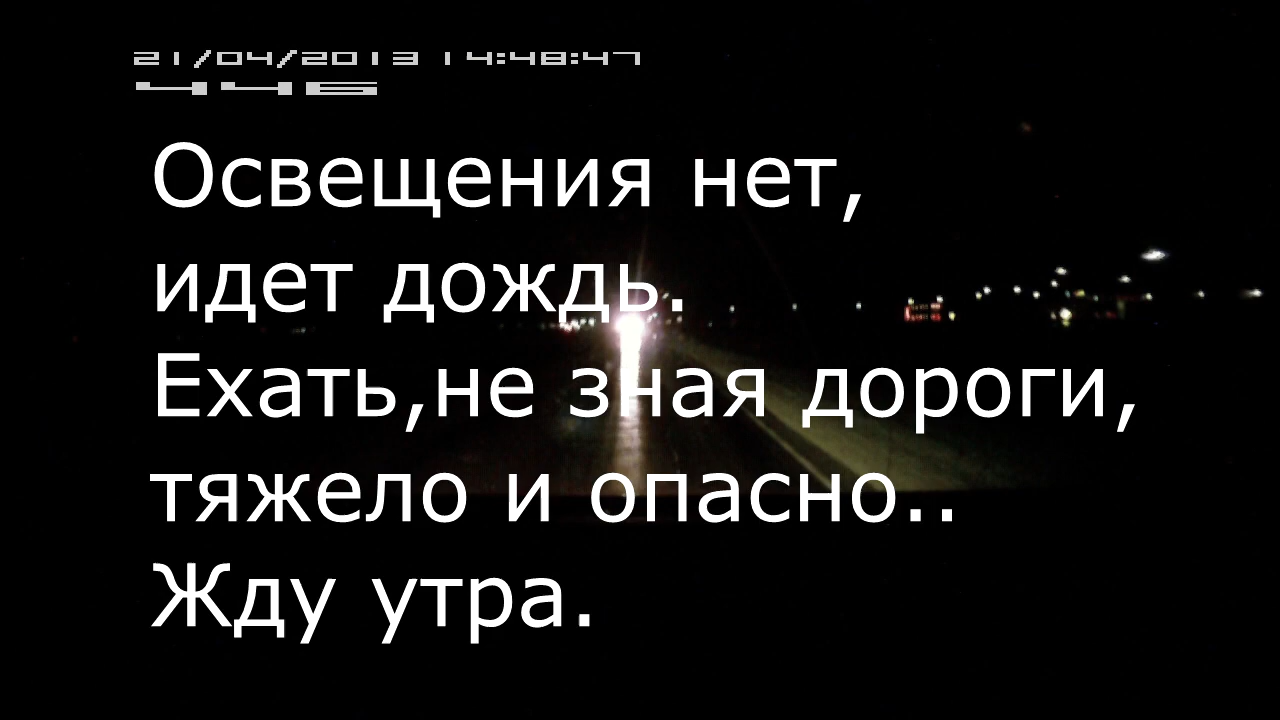 21/04/2013 14:48:47
446
Освещения нет,
идет дождь.
Ехать,не зная дороги,
тяжело и опасно..
Жду утра.